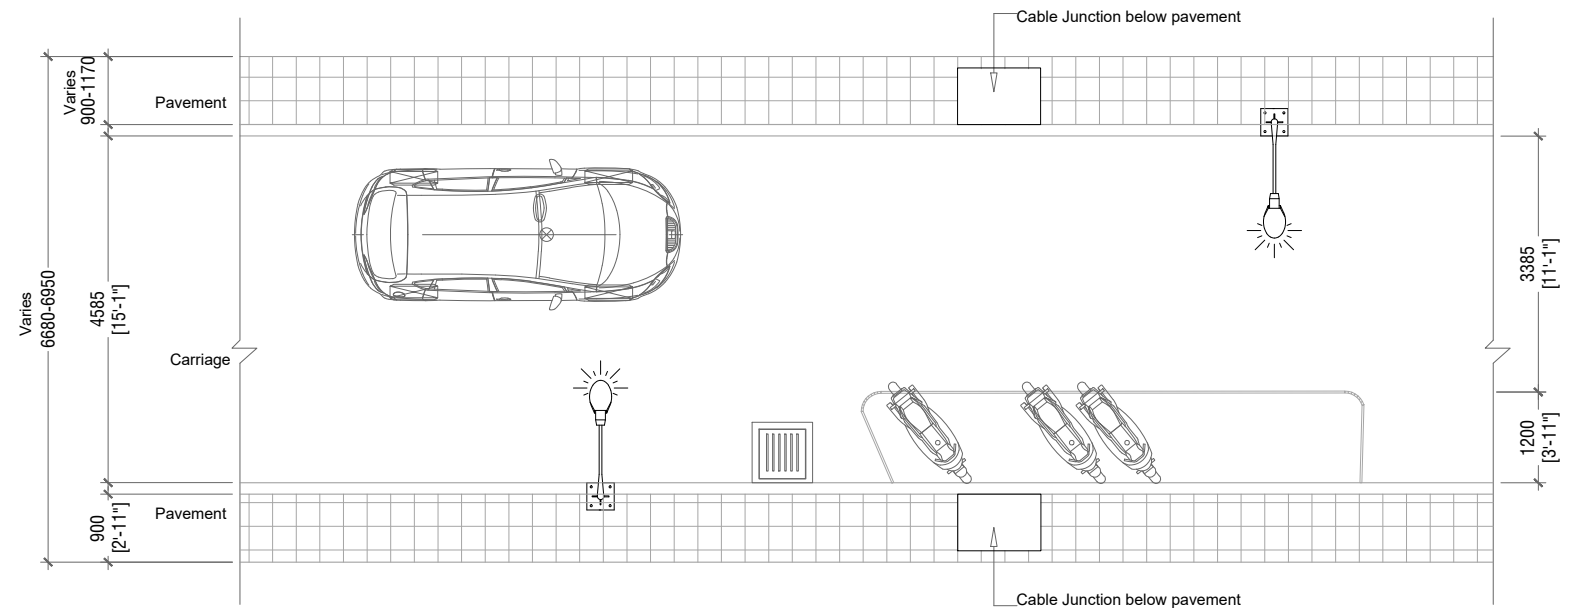 Cable Junction below pavement
Varies
900-1170
Pavement
Varies
6680-6950
4585
[15'-1"]
3385
[11'-1"]
Carriage
1200
[3'-11"]
900
[2'-11"]
Pavement
Cable Junction below pavement